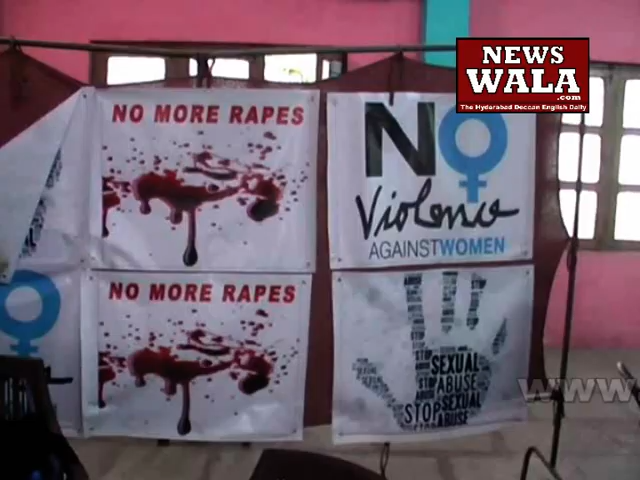 NEWS
WALA
.com
The Hyderabad Deccan English Daily
NO MORE RAPES
NO
Violence
AGAINST WOMEN
NO MORE RAPES
STOP
SEXUAL
ABUSE
STOP SEXUAL
ABUSE
www